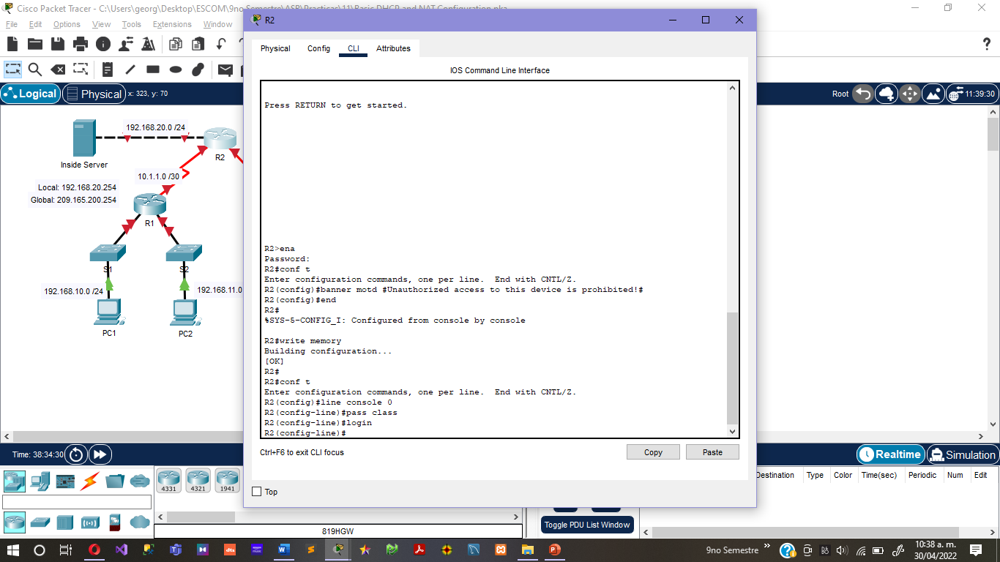 Cisco Packet Tracer - C:\Users\georg\Desktop\ESCOM\9no Semestre\ASR\Practicas\11\Basic DHCP and NAT Configuration.pka
File Edit Options View Tools Extensions Window
R2
Physical Config CLI Attributes
IOS Command Line Interface
Logical Physical x: 323, y: 70
Root 11:39:30
Press RETURN to get started.
192.168.20.0 /24
Inside Server
R2
10.1.1.0 /30
Local: 192.168.20.254
Global: 209.165.200.254
R1
S1
S2
192.168.10.0 /24
192.168.11.0
PC1
PC2
R2>ena
Password:
R2#conf t
Enter configuration commands, one per line. End with CNTL/Z.
R2(config)#banner motd #Unauthorized access to this device is prohibited!#
R2(config)#end
R2#
%SYS-5-CONFIG_I: Configured from console by console
R2#write memory
Building configuration...
[OK]
R2#
R2#conf t
Enter configuration commands, one per line. End with CNTL/Z.
R2(config)#line console 0
R2(config-line)#pass class
R2(config-line)#login
R2(config-line)#
Ctrl+F6 to exit CLI focus
Copy
Paste
Top
Time: 38:34:30
Realtime Simulation
4331 4321 1941
819HGW
Destination Type Color Time(sec) Periodic Num Edit
Toggle PDU List Window
dts
9no Semestre
10:38 a. m.
30/04/2022